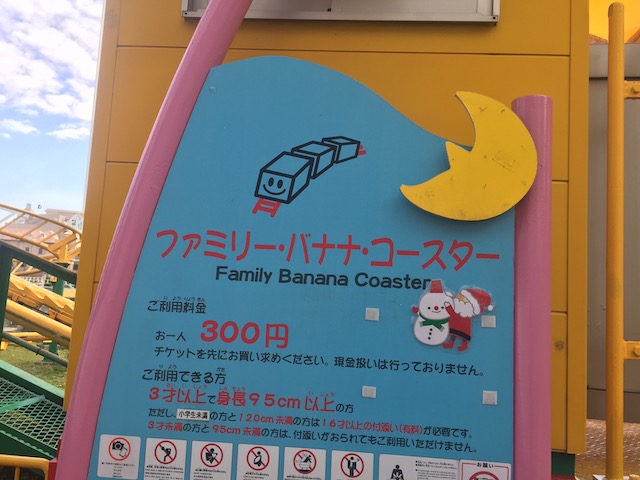 ファミリー・バナナ・コースター
Family Banana Coaster
ご利用料金
お一人 300円
チケットを先にお買い求めください。現金扱いは行っておりません。
ご利用できる方
3才以上で身長95cm以上の方
ただし、小学生未満の方と120cm未満の方は16才以上の付添い(有料)が必要です。
3才未満の方と95cm未満の方は、付添いがおられてもご利用いただけません。
お願い